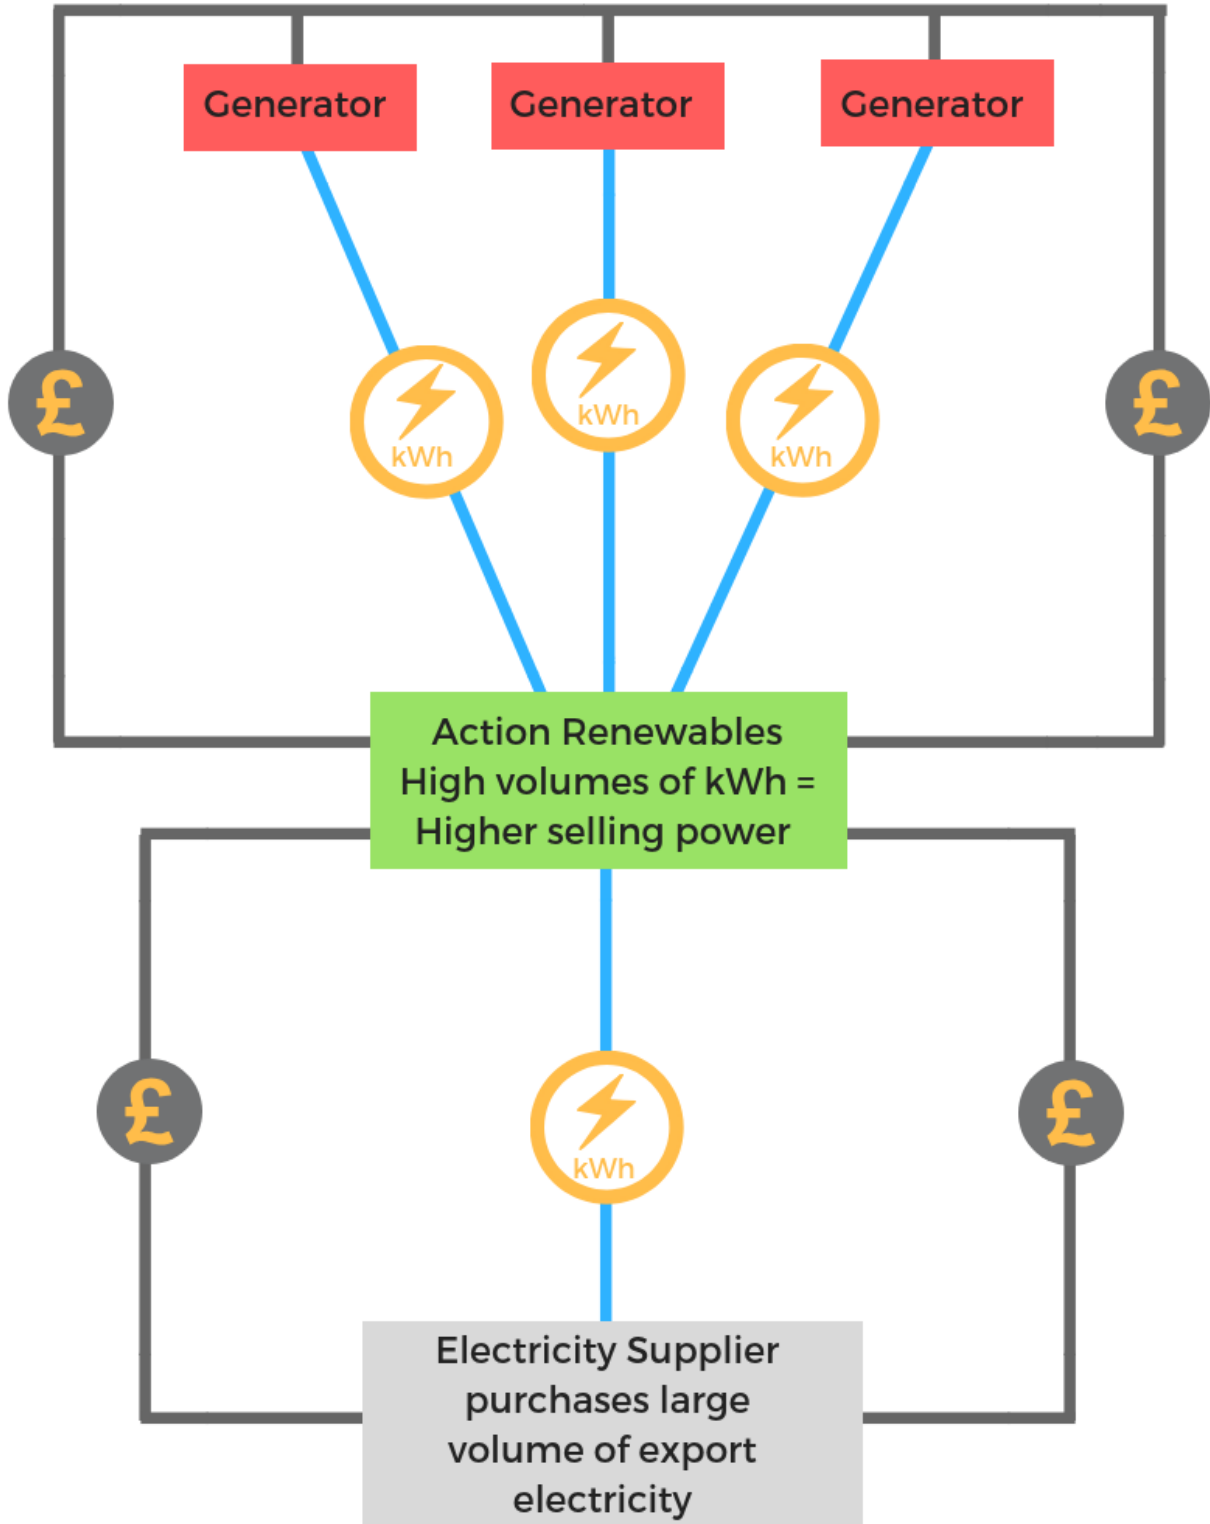 Generator
Generator
Generator
kWh
kWh
kWh
£
£
Action Renewables
High volumes of kWh =
Higher selling power
£
£
kWh
Electricity Supplier
purchases large
volume of export
electricity